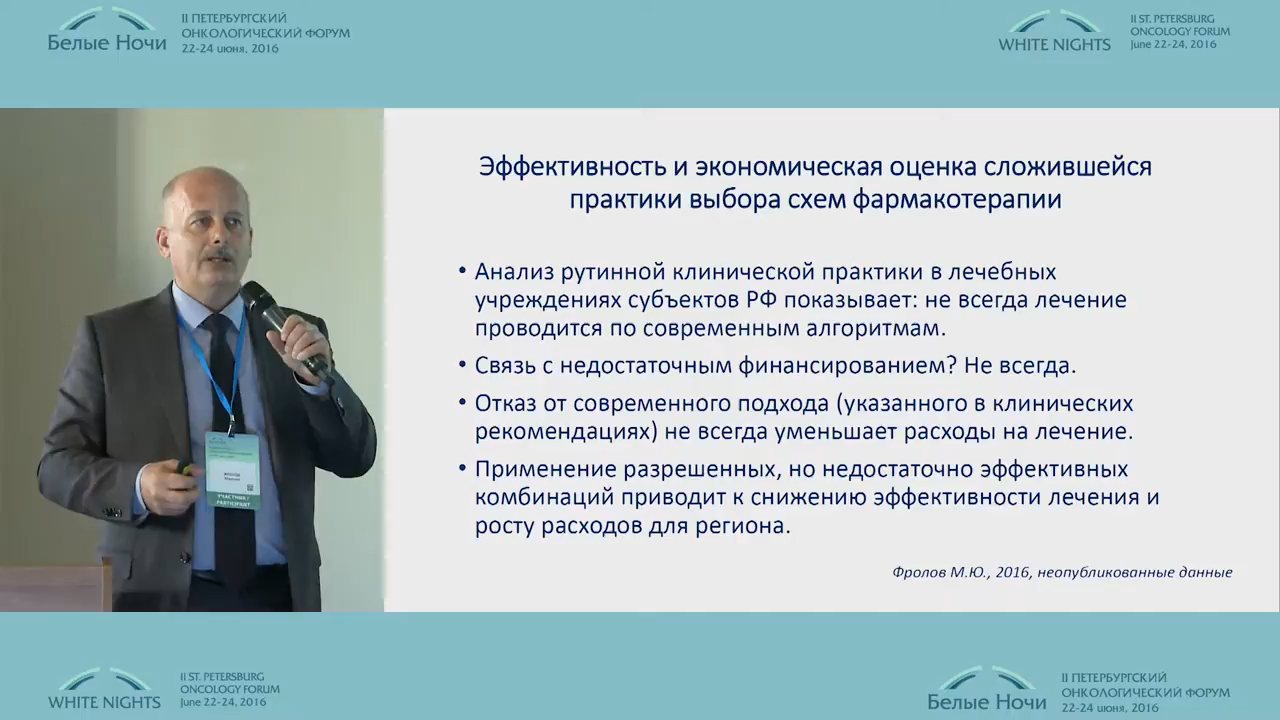 Белые Ночи
II ПЕТЕРБУРГСКИЙ
ОНКОЛОГИЧЕСКИЙ ФОРУМ
22-24 июня, 2016
WHITE NIGHTS
II ST. PETERSBURG
ONCOLOGY FORUM
June 22-24, 2016
Эффективность и экономическая оценка сложившейся
практики выбора схем фармакотерапии
• Анализ рутинной клинической практики в лечебных
учреждениях субъектов РФ показывает: не всегда лечение
проводится по современным алгоритмам.
• Связь с недостаточным финансированием? Не всегда.
• Отказ от современного подхода (указанного в клинических
рекомендациях) не всегда уменьшает расходы на лечение.
• Применение разрешенных, но недостаточно эффективных
комбинаций приводит к снижению эффективности лечения и
росту расходов для региона.
Фролов М.Ю., 2016, неопубликованные данные
УЧАСТНИК /
PARTICIPANT
WHITE NIGHTS
II ST. PETERSBURG
ONCOLOGY FORUM
June 22-24, 2016
Белые Ночи
II ПЕТЕРБУРГСКИЙ
ОНКОЛОГИЧЕСКИЙ ФОРУМ
22-24 июня, 2016